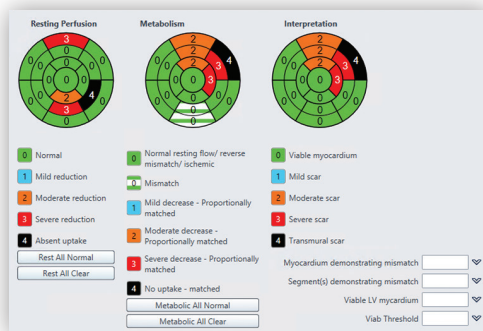 Resting Perfusion
3
0
0 0 0
0 0 0
0 2 4
0 3 0
0 Normal
1 Mild reduction
2 Moderate reduction
3 Severe reduction
4 Absent uptake
Rest All Normal
Rest All Clear
Metabolism
2
2 4
0 0 2 3
0 0 3 0
0 0 0
0 0 0
0
0 Normal resting flow/ reverse
mismatch/ ischemic
0 Mismatch
1 Mild decrease - Proportionally
matched
2 Moderate decrease -
Proportionally matched
3 Severe decrease - Proportionally
matched
4 No uptake - matched
Metabolic All Normal
Metabolic All Clear
Interpretation
2
2 4
0 0 2 3
0 0 3 0
0 0 0
0 0 0
0
0 Viable myocardium
1 Mild scar
2 Moderate scar
3 Severe scar
4 Transmural scar
Myocardium demonstrating mismatch
Segment(s) demonstrating mismatch
Viable LV mycardium
Viab Threshold